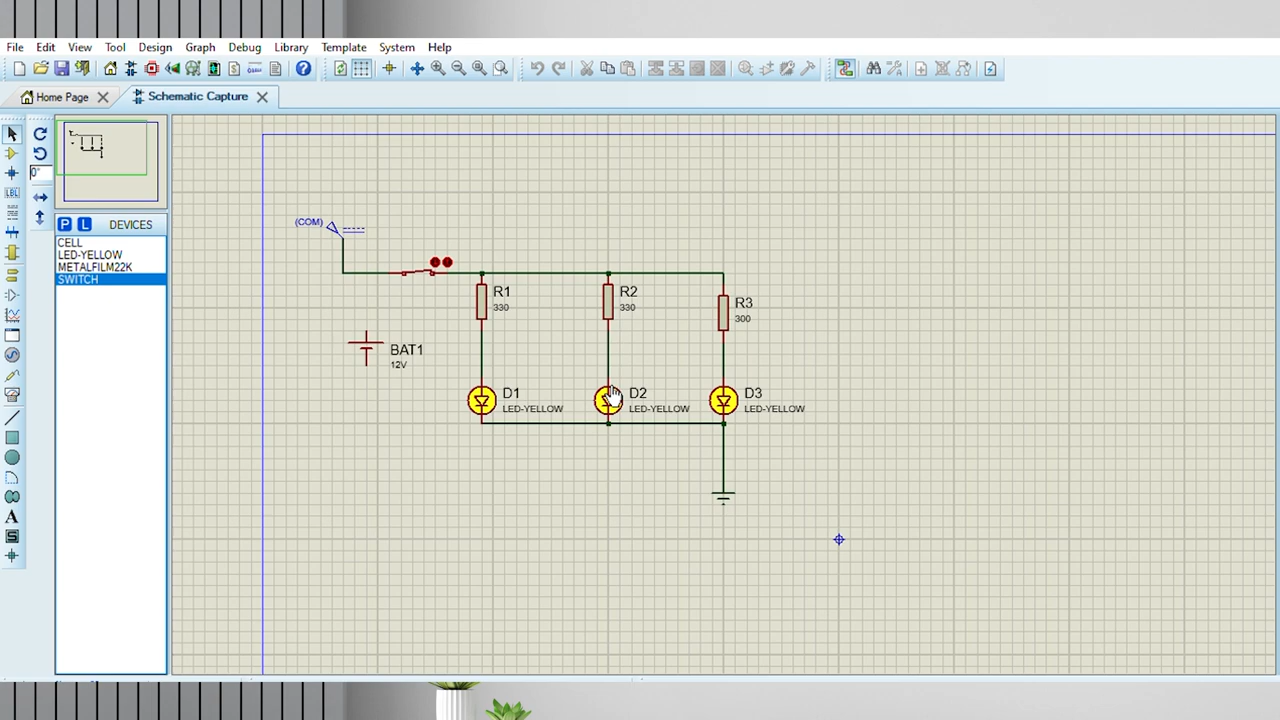 File Edit View Tool Design Graph Debug Library Template System Help
Home Page Schematic Capture
0°
LBL
P L DEVICES
CELL
LED-YELLOW
METALFILM22K
SWITCH
A
S
(COM)
R1
330
R2
330
R3
300
BAT1
12V
D1
LED-YELLOW
D2
LED-YELLOW
D3
LED-YELLOW